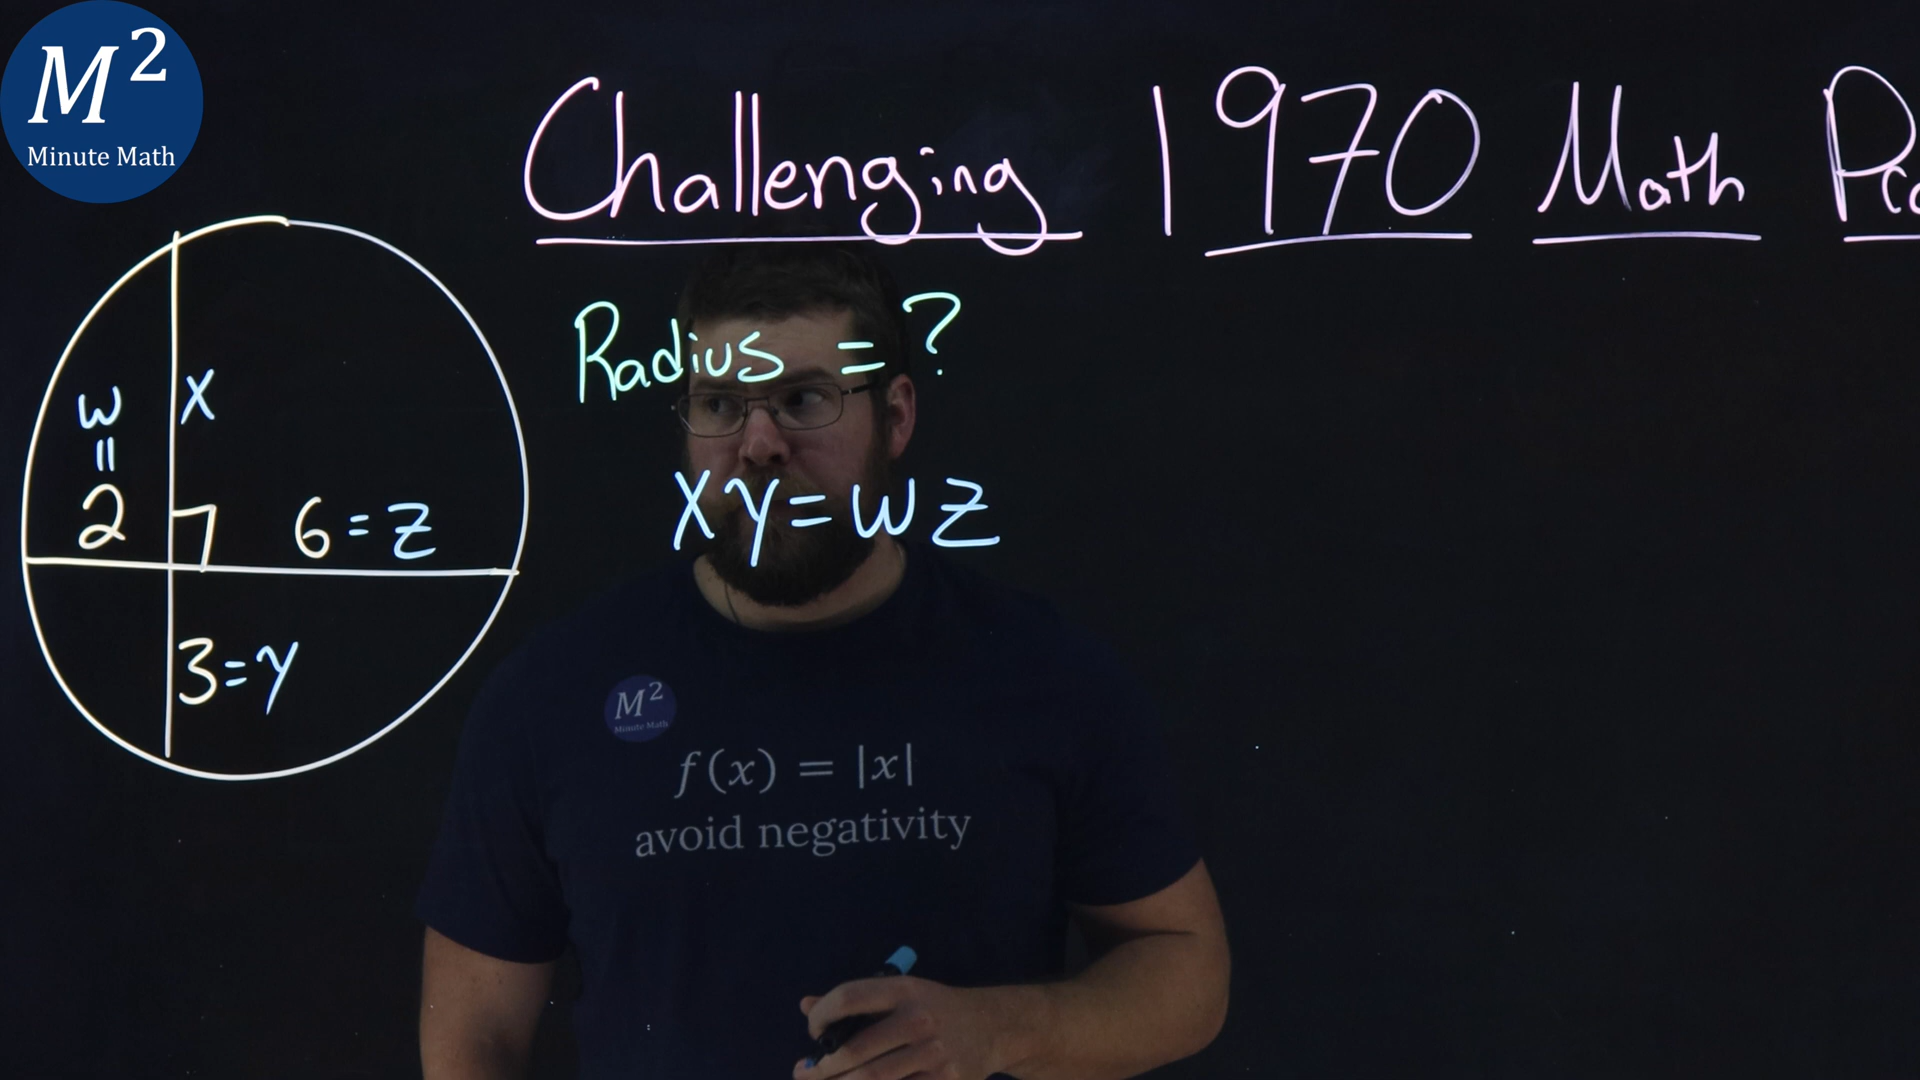 M²
Minute Math
Challenging 1970 Math
Radius = ?
w
x
=
2
6 = z
xy = wz
3 = y
M²
Minute Math
f(x) = |x|
avoid negativity